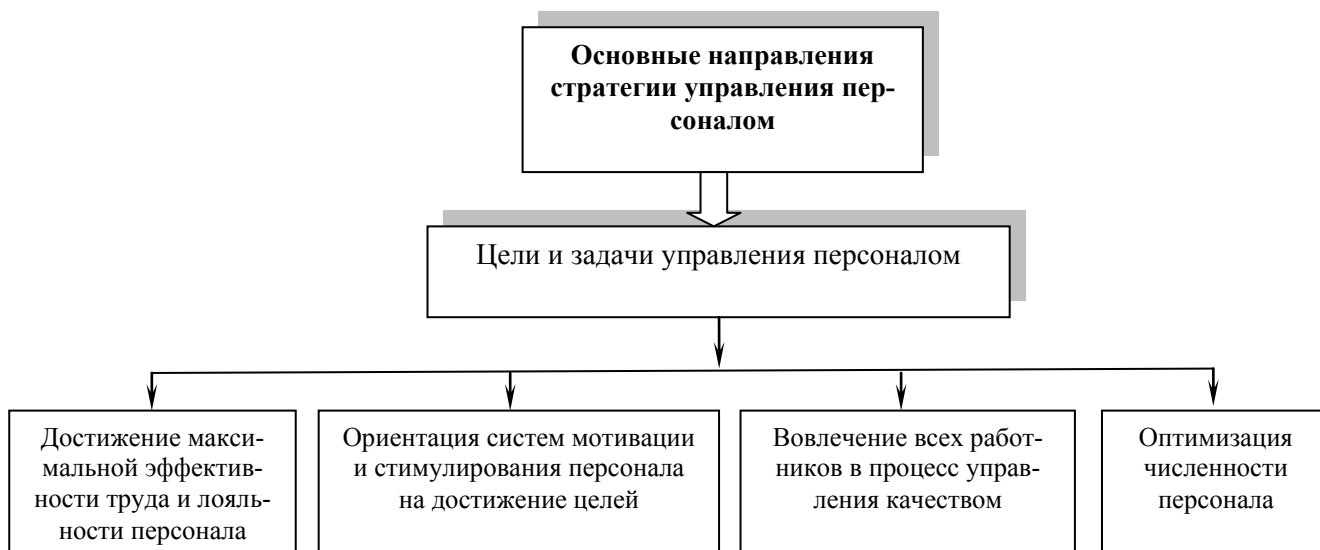 Основные направления
стратегии управления пер-
соналом
Цели и задачи управления персоналом
Достижение макси-
мальной эффектив-
ности труда и лояль-
ности персонала
Ориентация систем мотивации
и стимулирования персонала
на достижение целей
Вовлечение всех работ-
ников в процесс управ-
ления качеством
Оптимизация
численности
персонала